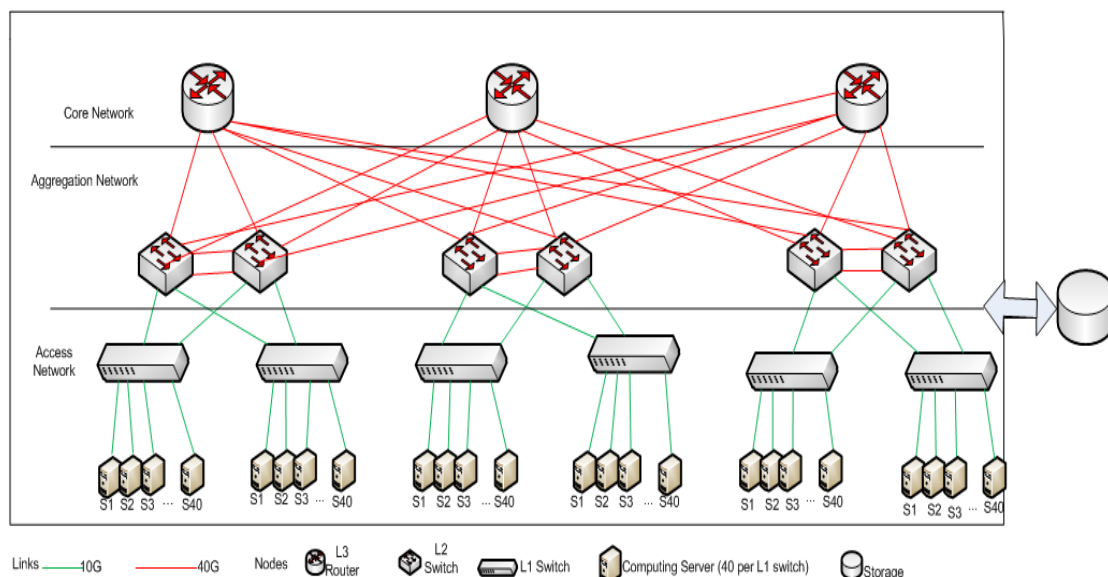 Core Network
Aggregation Network
Access
Network
S1 S2 S3 ... S40
S1 S2 S3 ... S40
S1 S2 S3 ... S40
S1 S2 S3 ... S40
S1 S2 S3 ... S40
S1 S2 S3 ... S40
Links 10G 40G Nodes L3 Router L2 Switch L1 Switch Computing Server (40 per L1 switch) Storage